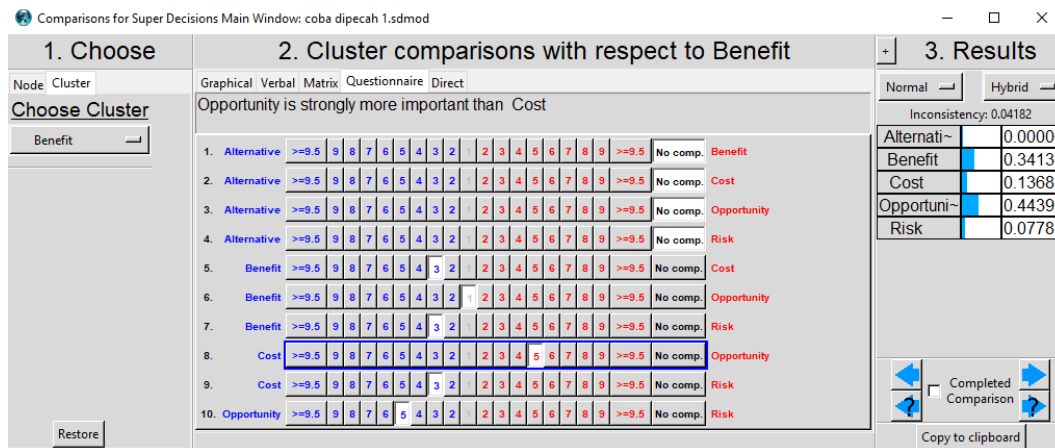 Comparisons for Super Decisions Main Window: coba dipecah 1.sdmod
1. Choose
Node Cluster
Choose Cluster
Benefit
Restore
2. Cluster comparisons with respect to Benefit
Graphical Verbal Matrix Questionnaire Direct
Opportunity is strongly more important than Cost
1. Alternative >=9.5 9 8 7 6 5 4 3 2 1 2 3 4 5 6 7 8 9 >=9.5 No comp. Benefit
2. Alternative >=9.5 9 8 7 6 5 4 3 2 1 2 3 4 5 6 7 8 9 >=9.5 No comp. Cost
3. Alternative >=9.5 9 8 7 6 5 4 3 2 1 2 3 4 5 6 7 8 9 >=9.5 No comp. Opportunity
4. Alternative >=9.5 9 8 7 6 5 4 3 2 1 2 3 4 5 6 7 8 9 >=9.5 No comp. Risk
5. Benefit >=9.5 9 8 7 6 5 4 3 2 1 2 3 4 5 6 7 8 9 >=9.5 No comp. Cost
6. Benefit >=9.5 9 8 7 6 5 4 3 2 1 2 3 4 5 6 7 8 9 >=9.5 No comp. Opportunity
7. Benefit >=9.5 9 8 7 6 5 4 3 2 1 2 3 4 5 6 7 8 9 >=9.5 No comp. Risk
8. Cost >=9.5 9 8 7 6 5 4 3 2 1 2 3 4 5 6 7 8 9 >=9.5 No comp. Opportunity
9. Cost >=9.5 9 8 7 6 5 4 3 2 1 2 3 4 5 6 7 8 9 >=9.5 No comp. Risk
10. Opportunity >=9.5 9 8 7 6 5 4 3 2 1 2 3 4 5 6 7 8 9 >=9.5 No comp. Risk
+ 3. Results
Normal Hybrid
Inconsistency: 0.04182
Alternati~ 0.0000
Benefit 0.3413
Cost 0.1368
Opportuni~ 0.4439
Risk 0.0778
Completed
Comparison
? ?
Copy to clipboard